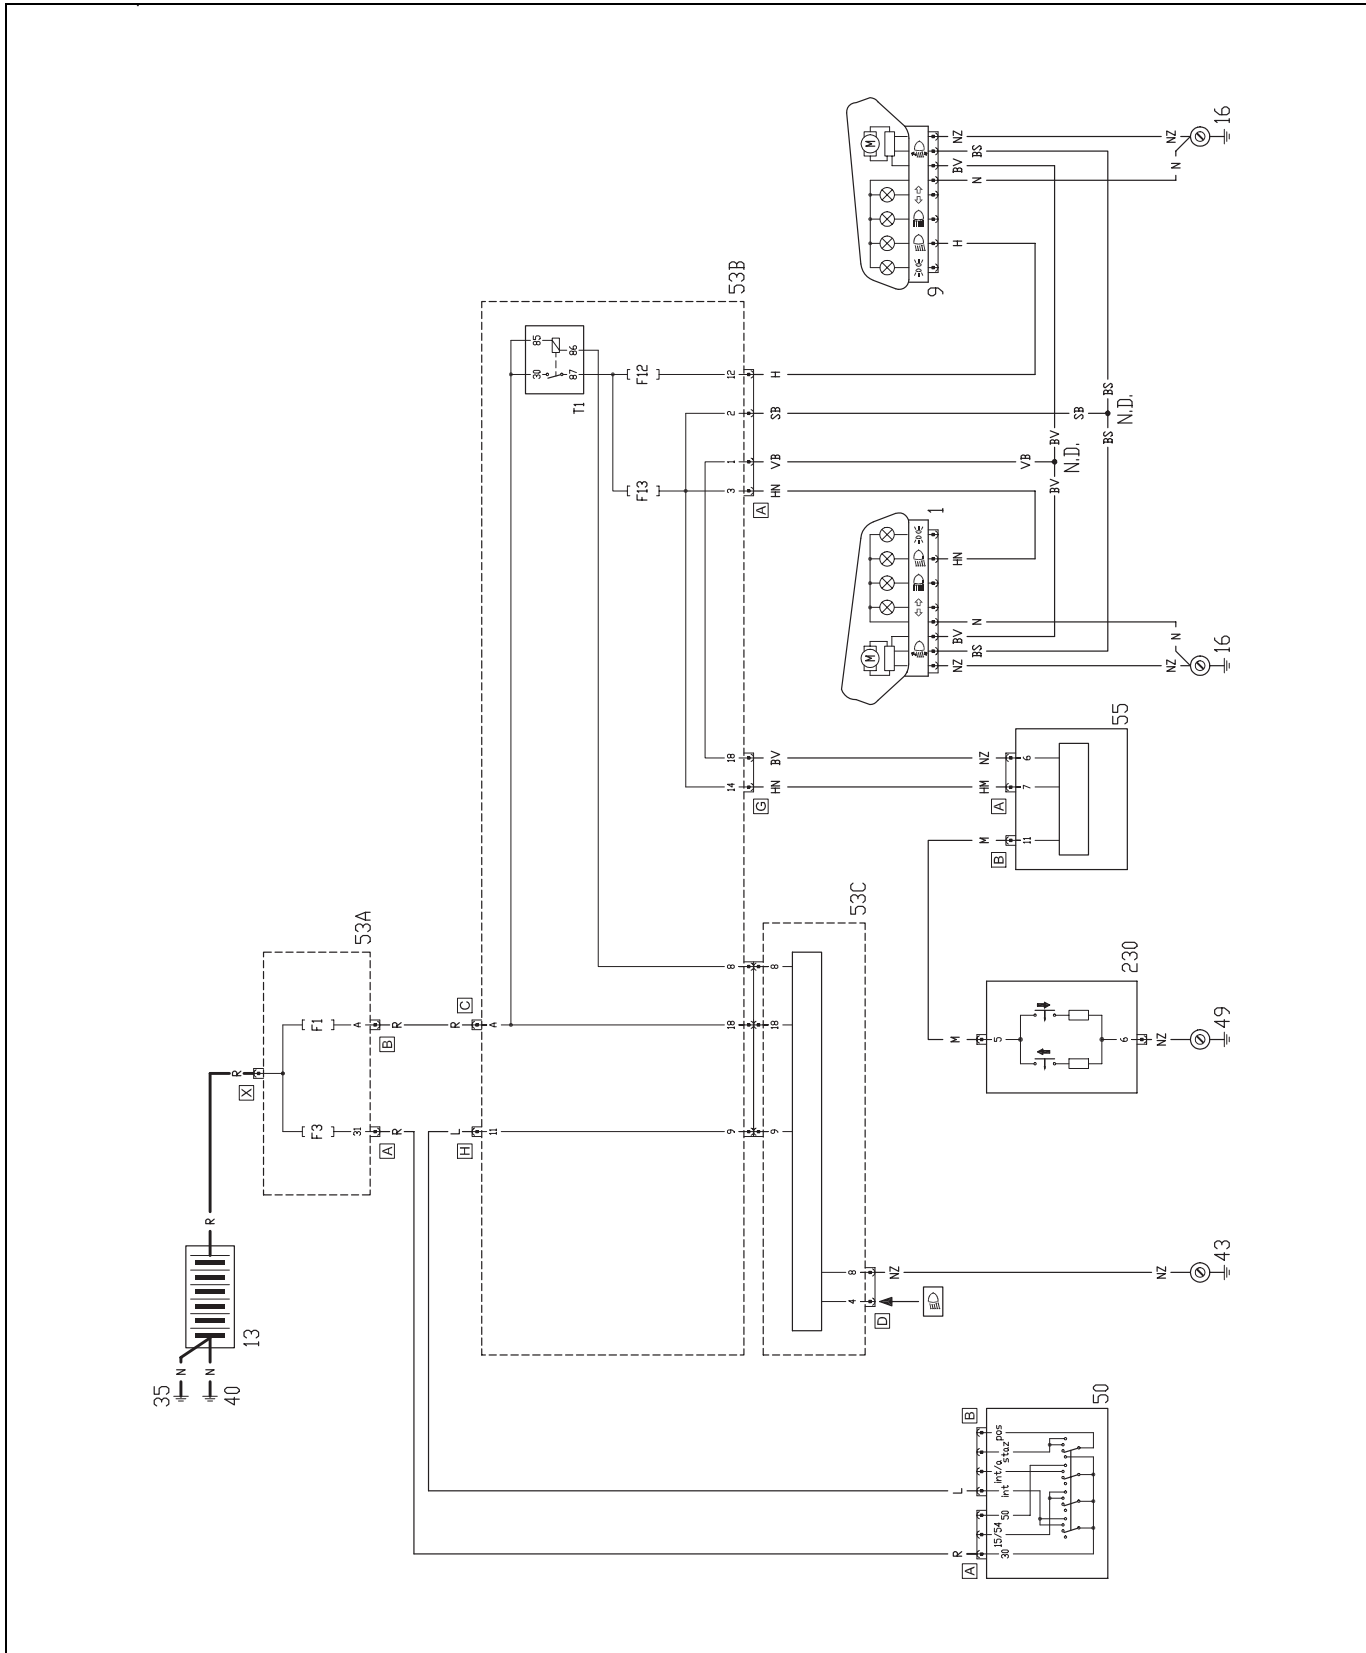 NZ
BS
BV
N
H
M
9
NZ
N
16
53B
85
30
86
87
T1
F12
F13
12
2
1
3
H
SB
VB
HN
A
BV
BS
SB
VB
N.D.
N.D.
BV
BS
1
HN
N
BV
BS
NZ
M
N
NZ
16
18
14
BV
HN
G
NZ
HM
A
6
7
55
M
B
11
53A
X
R
F1
F3
A
31
B
A
R
R
R
C
A
L
H
11
8
18
9
8
18
9
53C
8
4
D
NZ
NZ
43
M
5
6
230
NZ
49
R
13
N
N
35
40
50
B
A
pos
staz
int/a
int
50
15/54
30
L
R